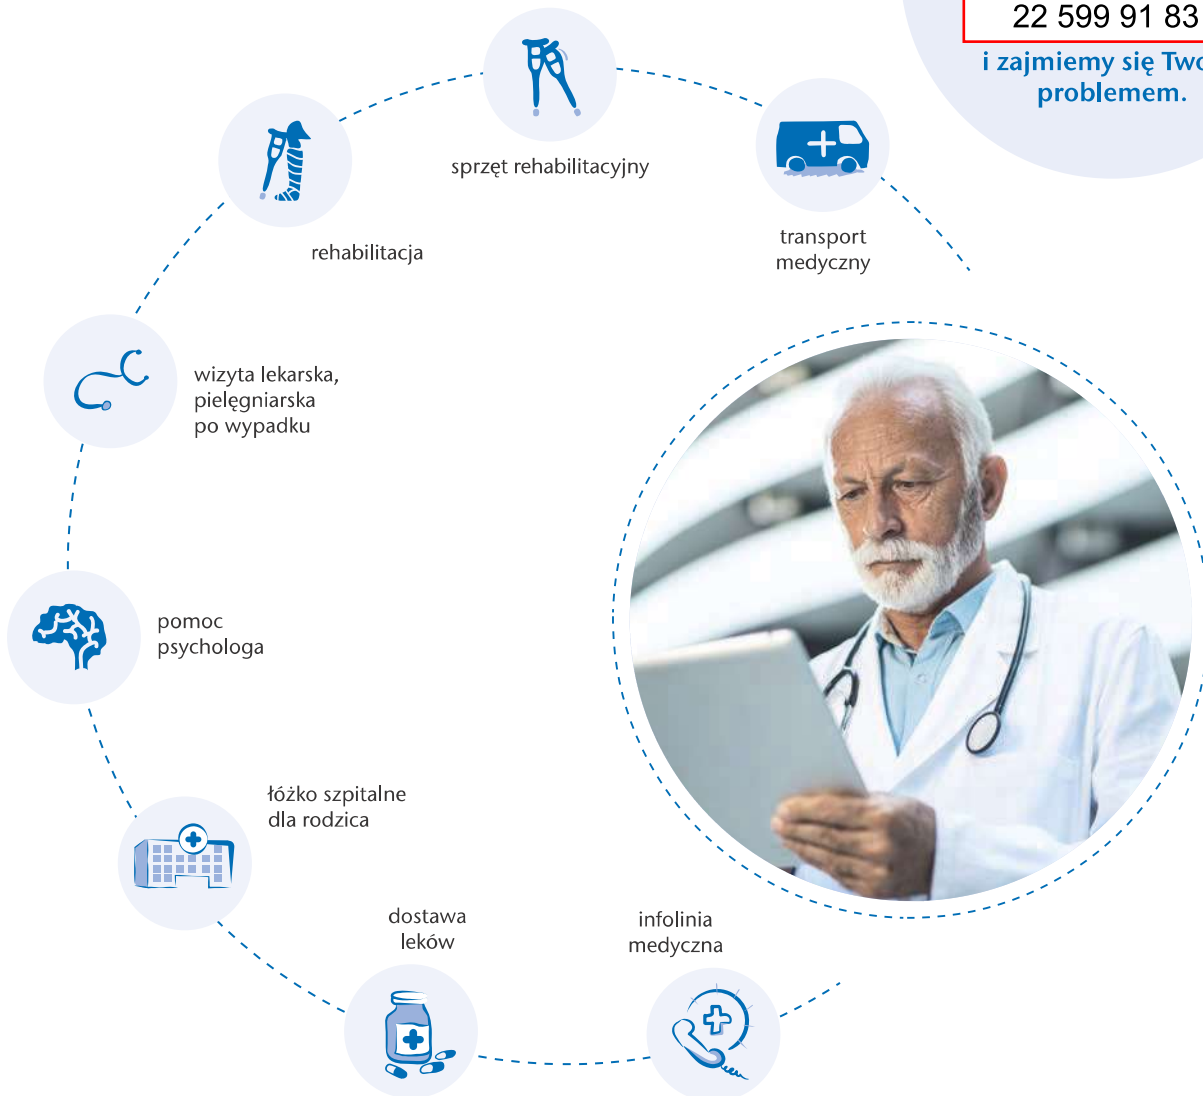 22 599 91 83
i zajmiemy się
problemem.
sprzęt rehabilitacyjny
transport
medyczny
rehabilitacja
wizyta lekarska,
pielęgniarska
po wypadku
pomoc
psychologa
łóżko szpitalne
dla rodzica
dostawa
leków
infolinia
medyczna